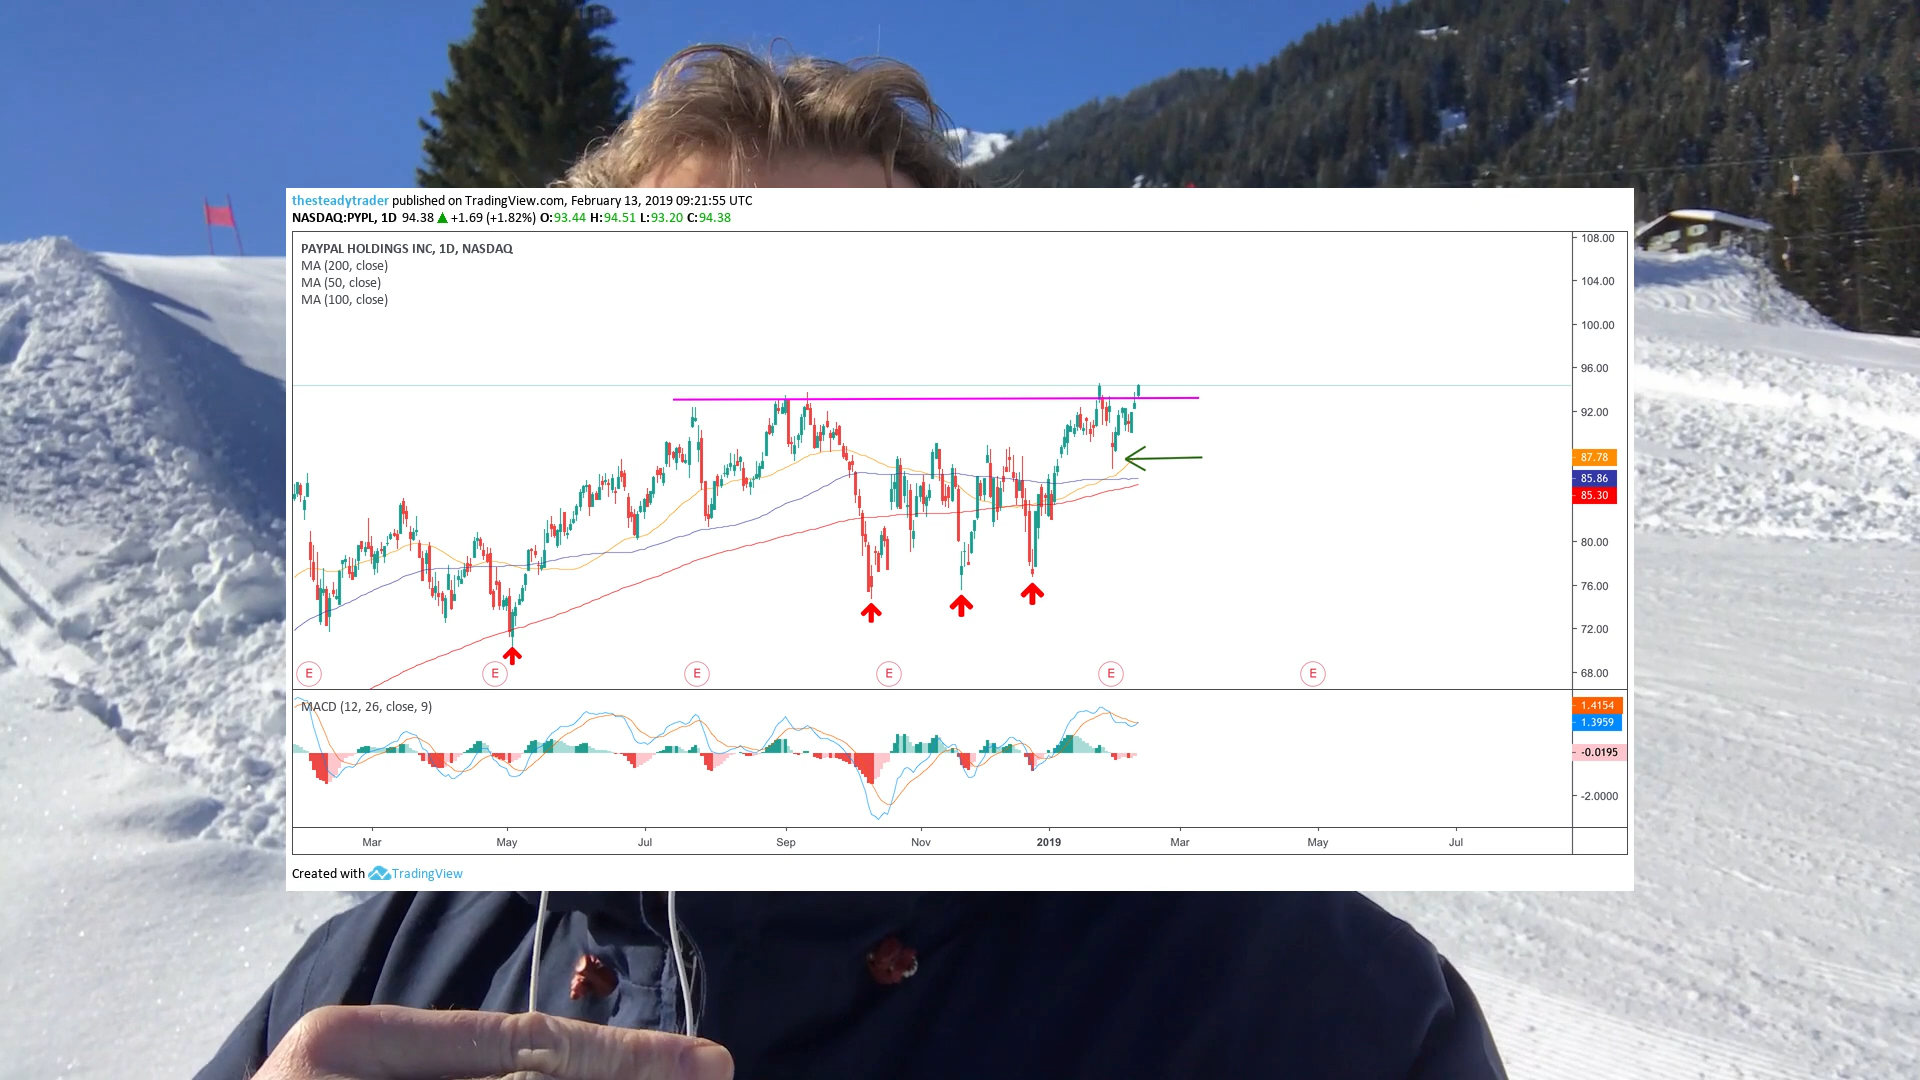 thesteadytrader published on TradingView.com, February 13, 2019 09:21:55 UTC
NASDAQ:PYPL, 1D 94.38 ▲ +1.69 (+1.82%) O:93.44 H:94.51 L:93.20 C:94.38
PAYPAL HOLDINGS INC, 1D, NASDAQ
MA (200, close)
MA (50, close)
MA (100, close)
108.00
104.00
100.00
96.00
92.00
87.78
85.86
85.30
80.00
76.00
72.00
68.00
E E E E E E
MACD (12, 26, close, 9)
1.4154
1.3959
-0.0195
-2.0000
Mar May Jul Sep Nov 2019 Mar May Jul
Created with TradingView